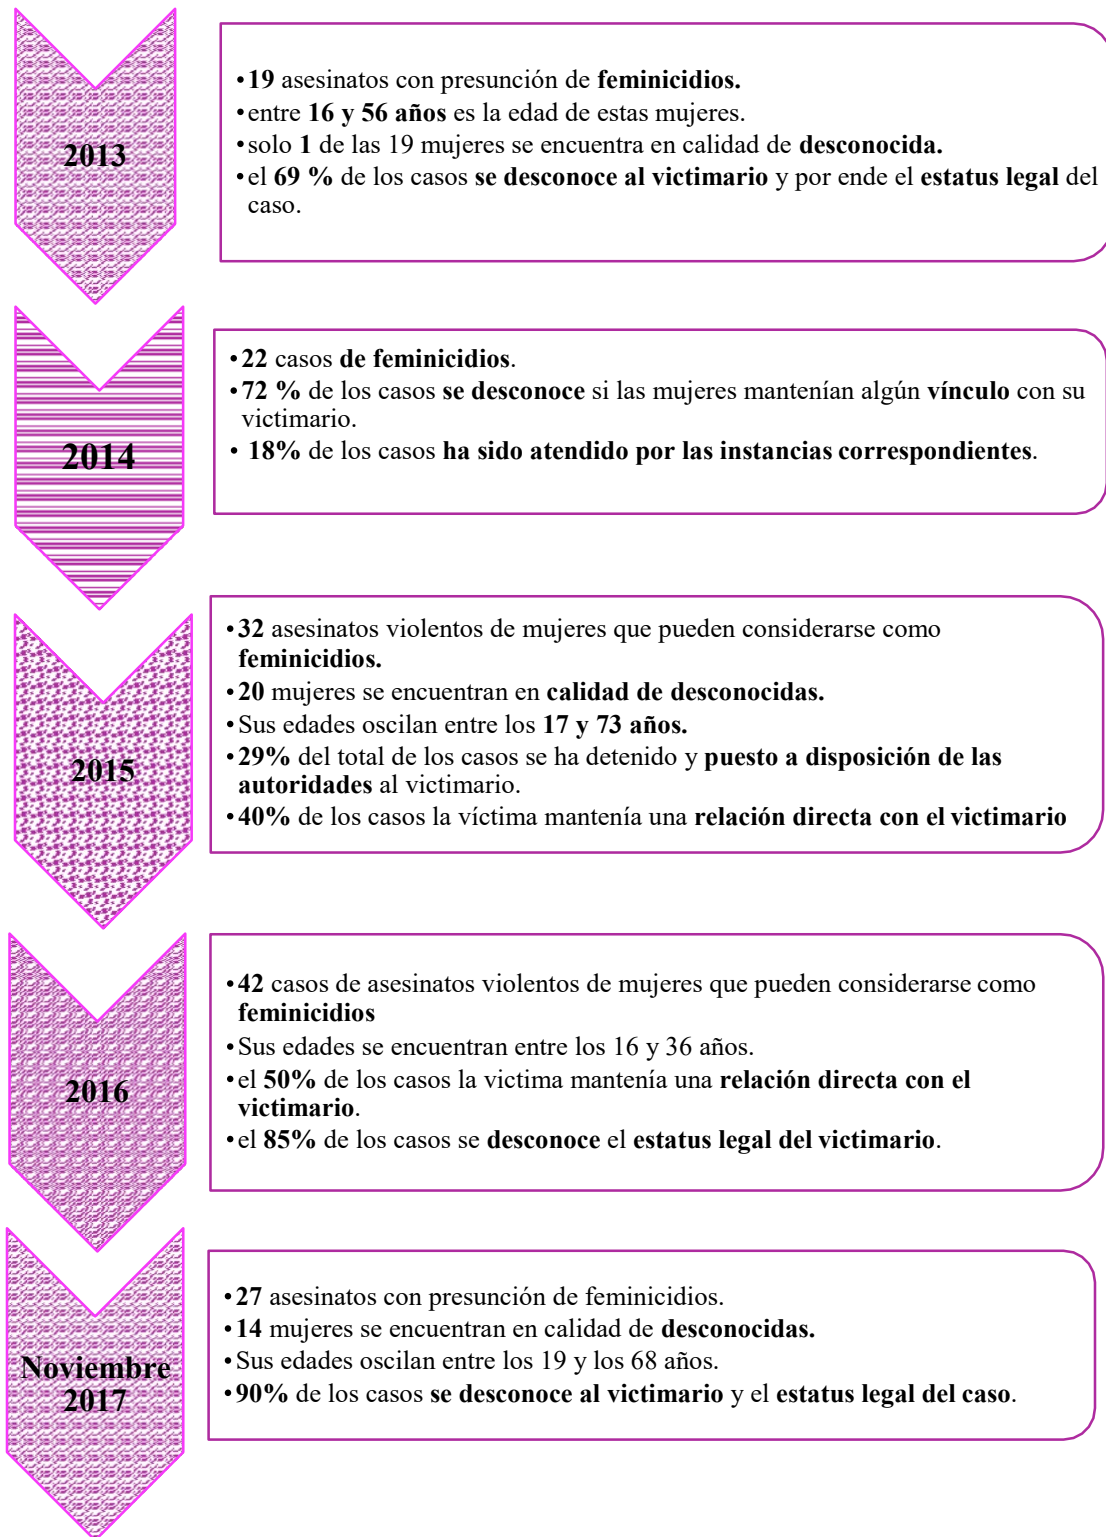 2013
•19 asesinatos con presunción de feminicidios.
•entre 16 y 56 años es la edad de estas mujeres.
•solo 1 de las 19 mujeres se encuentra en calidad de desconocida.
•el 69 % de los casos se desconoce al victimario y por ende el estatus legal del
caso.
2014
•22 casos de feminicidios.
•72 % de los casos se desconoce si las mujeres mantenían algún vínculo con su
victimario.
• 18% de los casos ha sido atendido por las instancias correspondientes.
2015
•32 asesinatos violentos de mujeres que pueden considerarse como
feminicidios.
•20 mujeres se encuentran en calidad de desconocidas.
•Sus edades oscilan entre los 17 y 73 años.
•29% del total de los casos se ha detenido y puesto a disposición de las
autoridades al victimario.
•40% de los casos la víctima mantenía una relación directa con el victimario
2016
•42 casos de asesinatos violentos de mujeres que pueden considerarse como
feminicidios
•Sus edades se encuentran entre los 16 y 36 años.
•el 50% de los casos la victima mantenía una relación directa con el
victimario.
•el 85% de los casos se desconoce el estatus legal del victimario.
Noviembre
2017
•27 asesinatos con presunción de feminicidios.
•14 mujeres se encuentran en calidad de desconocidas.
•Sus edades oscilan entre los 19 y los 68 años.
•90% de los casos se desconoce al victimario y el estatus legal del caso.